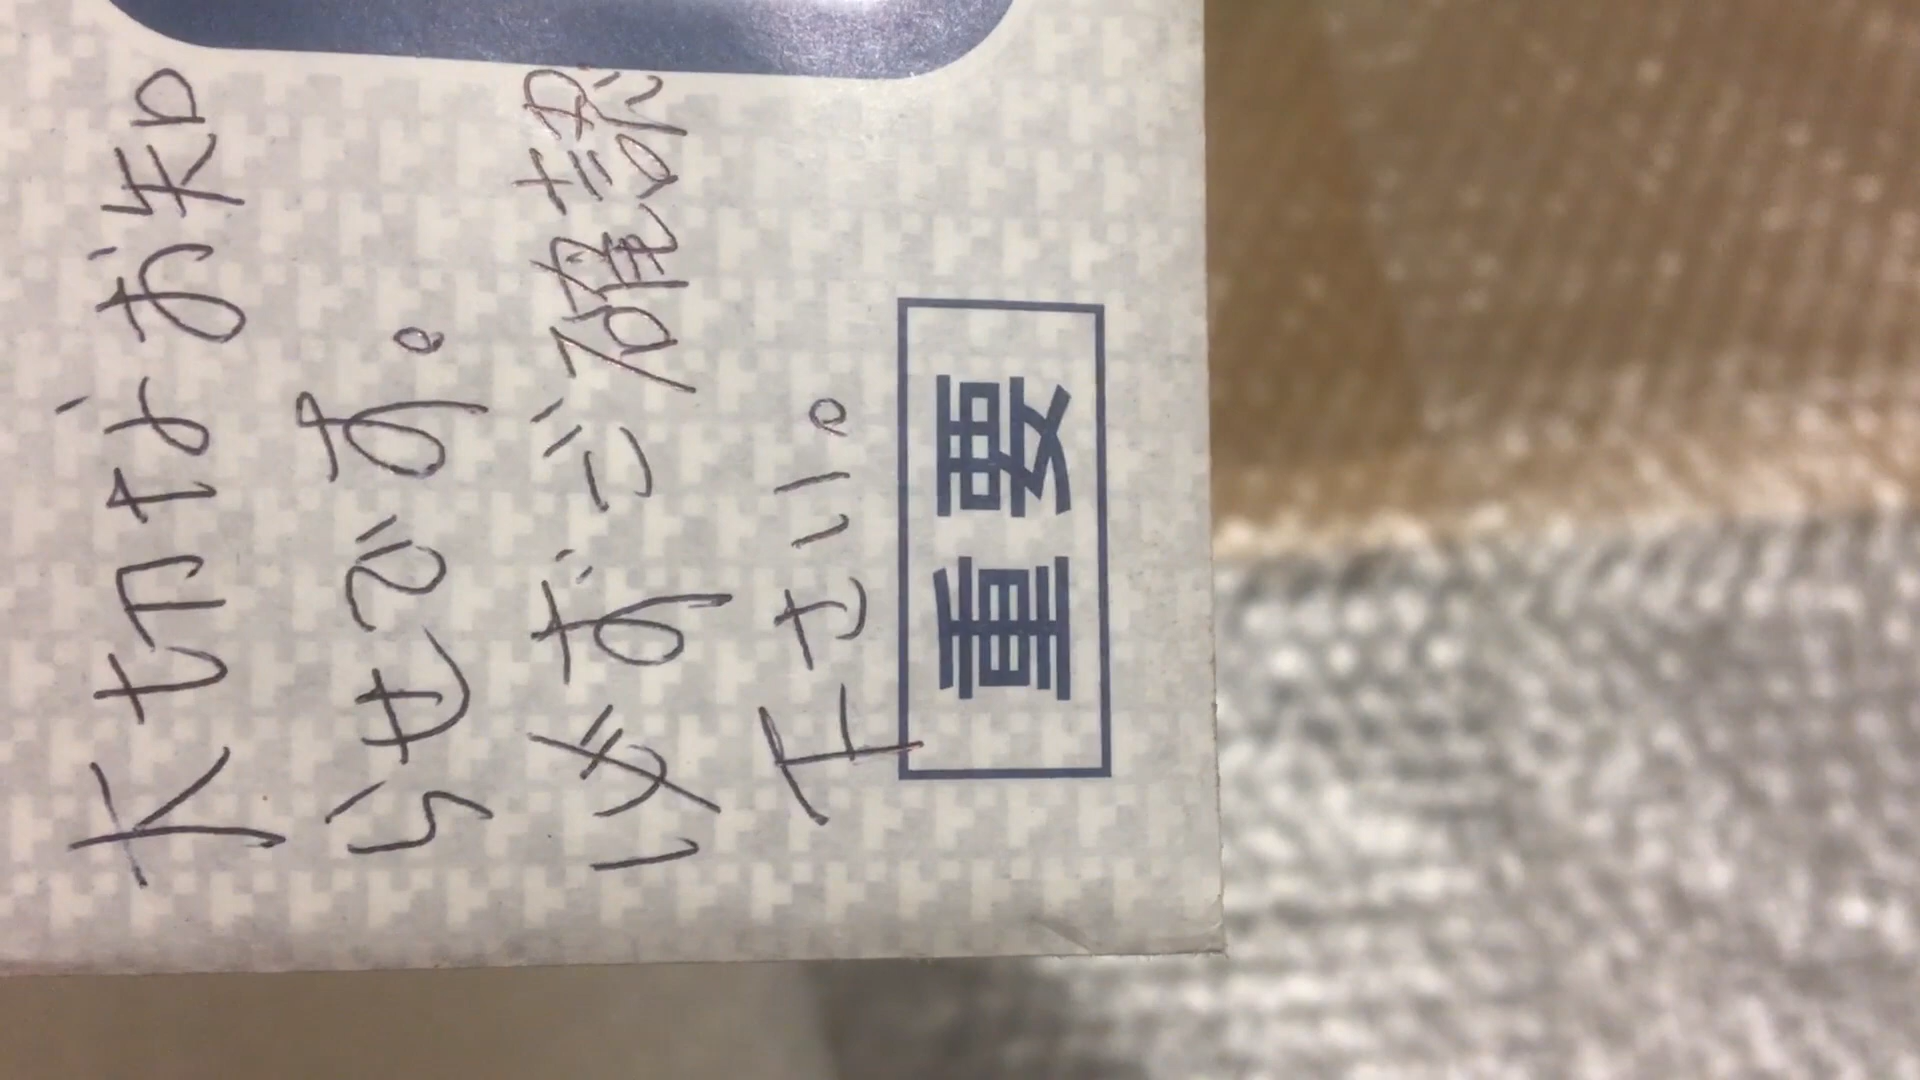 大切なお知
らせです。
必ずご確認
下さい。
重要